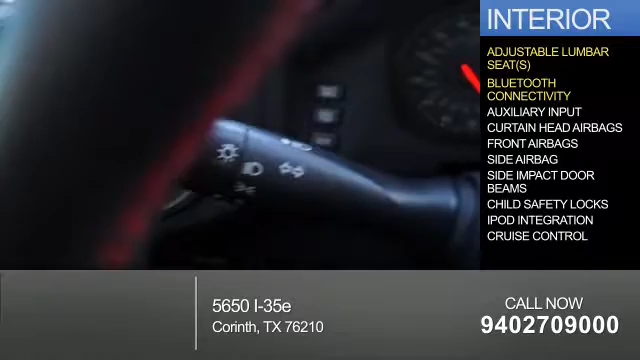 INTERIOR
ADJUSTABLE LUMBAR
SEAT(S)
BLUETOOTH
CONNECTIVITY
AUXILIARY INPUT
CURTAIN HEAD AIRBAGS
FRONT AIRBAGS
SIDE AIRBAG
SIDE IMPACT DOOR
BEAMS
CHILD SAFETY LOCKS
IPOD INTEGRATION
CRUISE CONTROL
5650 I-35e
Corinth, TX 76210
CALL NOW
9402709000